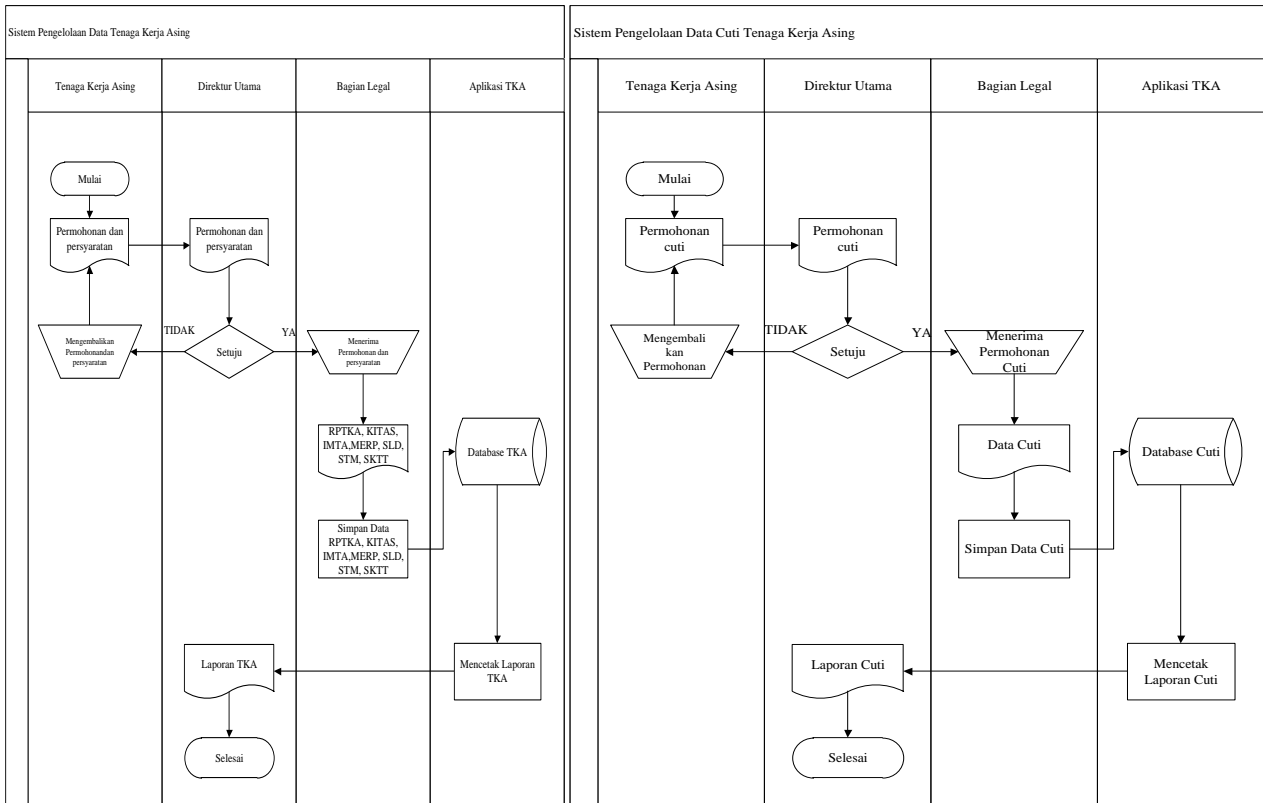 Sistem Pengelolaan Data Tenaga Kerja Asing
Tenaga Kerja Asing
Direktur Utama
Bagian Legal
Aplikasi TKA
Mulai
Permohonan dan
persyaratan
Permohonan dan
persyaratan
Mengembalikan
Permohonandan
persyaratan
TIDAK
Setuju
YA
Menerima
Permohonan dan
persyaratan
RPTKA, KITAS,
IMTA,MERP, SLD,
STM, SKTT
Database TKA
Simpan Data
RPTKA, KITAS,
IMTA,MERP, SLD,
STM, SKTT
Laporan TKA
Mencetak Laporan
TKA
Selesai
Sistem Pengelolaan Data Cuti Tenaga Kerja Asing
Tenaga Kerja Asing
Direktur Utama
Bagian Legal
Aplikasi TKA
Mulai
Permohonan
cuti
Permohonan
cuti
Mengembali
kan
Permohonan
TIDAK
Setuju
YA
Menerima
Permohonan
Cuti
Data Cuti
Database Cuti
Simpan Data Cuti
Laporan Cuti
Mencetak
Laporan Cuti
Selesai